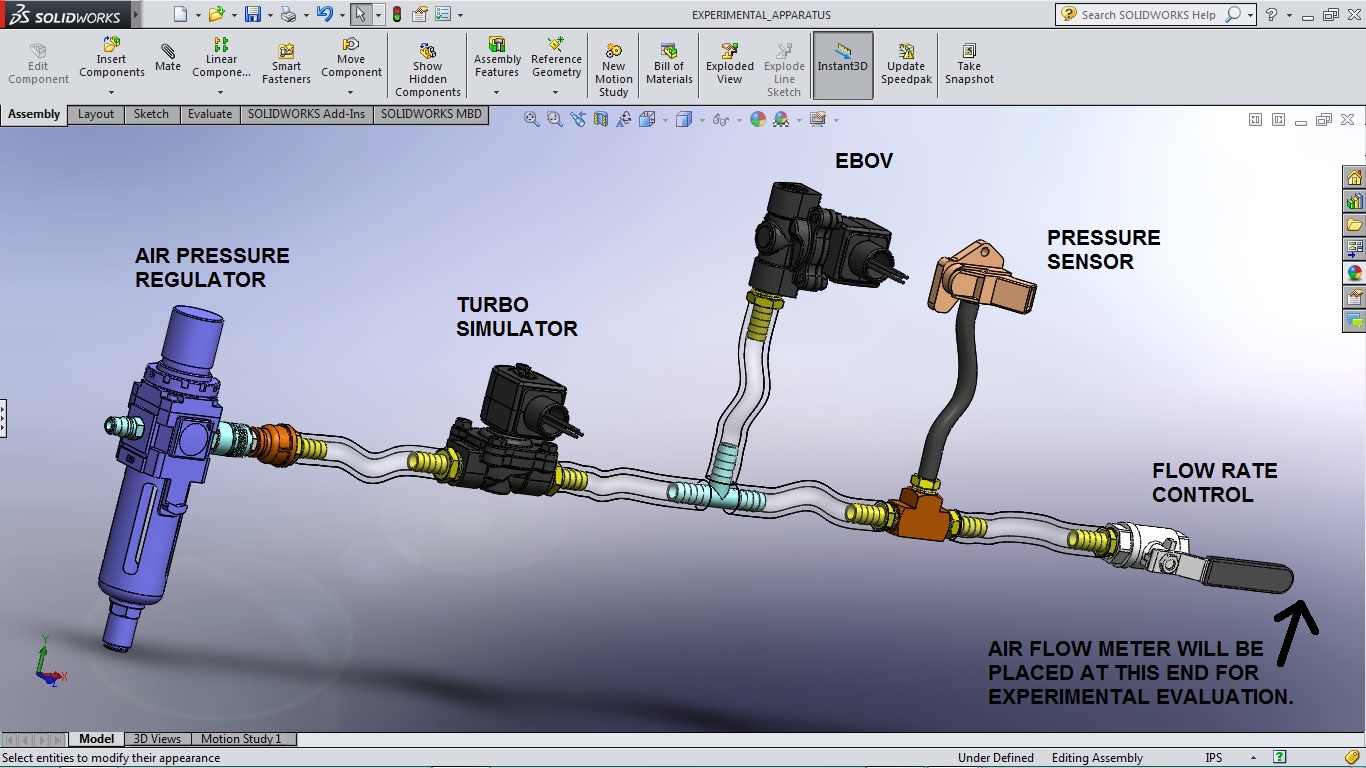 SOLIDWORKS
EXPERIMENTAL_APPARATUS
Search SOLIDWORKS Help
Edit
Component
Insert
Components
Mate
Linear
Compone...
Smart
Fasteners
Move
Component
Show
Hidden
Components
Assembly
Features
Reference
Geometry
New
Motion
Study
Bill of
Materials
Exploded
View
Explode
Line
Sketch
Instant3D
Update
Speedpak
Take
Snapshot
Assembly
Layout
Sketch
Evaluate
SOLIDWORKS Add-Ins
SOLIDWORKS MBD
EBOV
PRESSURE
SENSOR
AIR PRESSURE
REGULATOR
TURBO
SIMULATOR
FLOW RATE
CONTROL
AIR FLOW METER WILL BE
PLACED AT THIS END FOR
EXPERIMENTAL EVALUATION.
Y
X
Z
Model
3D Views
Motion Study 1
Select entities to modify their appearance
Under Defined
Editing Assembly
IPS